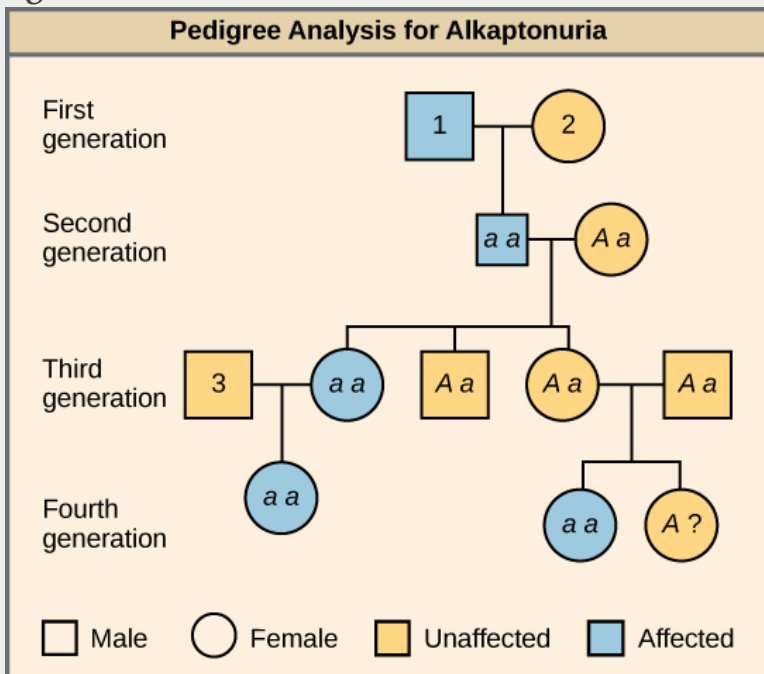 Pedigree Analysis for Alkaptonuria
First
generation
1
2
Second
generation
a a
A a
Third
generation
3
a a
A a
A a
A a
Fourth
generation
a a
a a
A ?
Male
Female
Unaffected
Affected